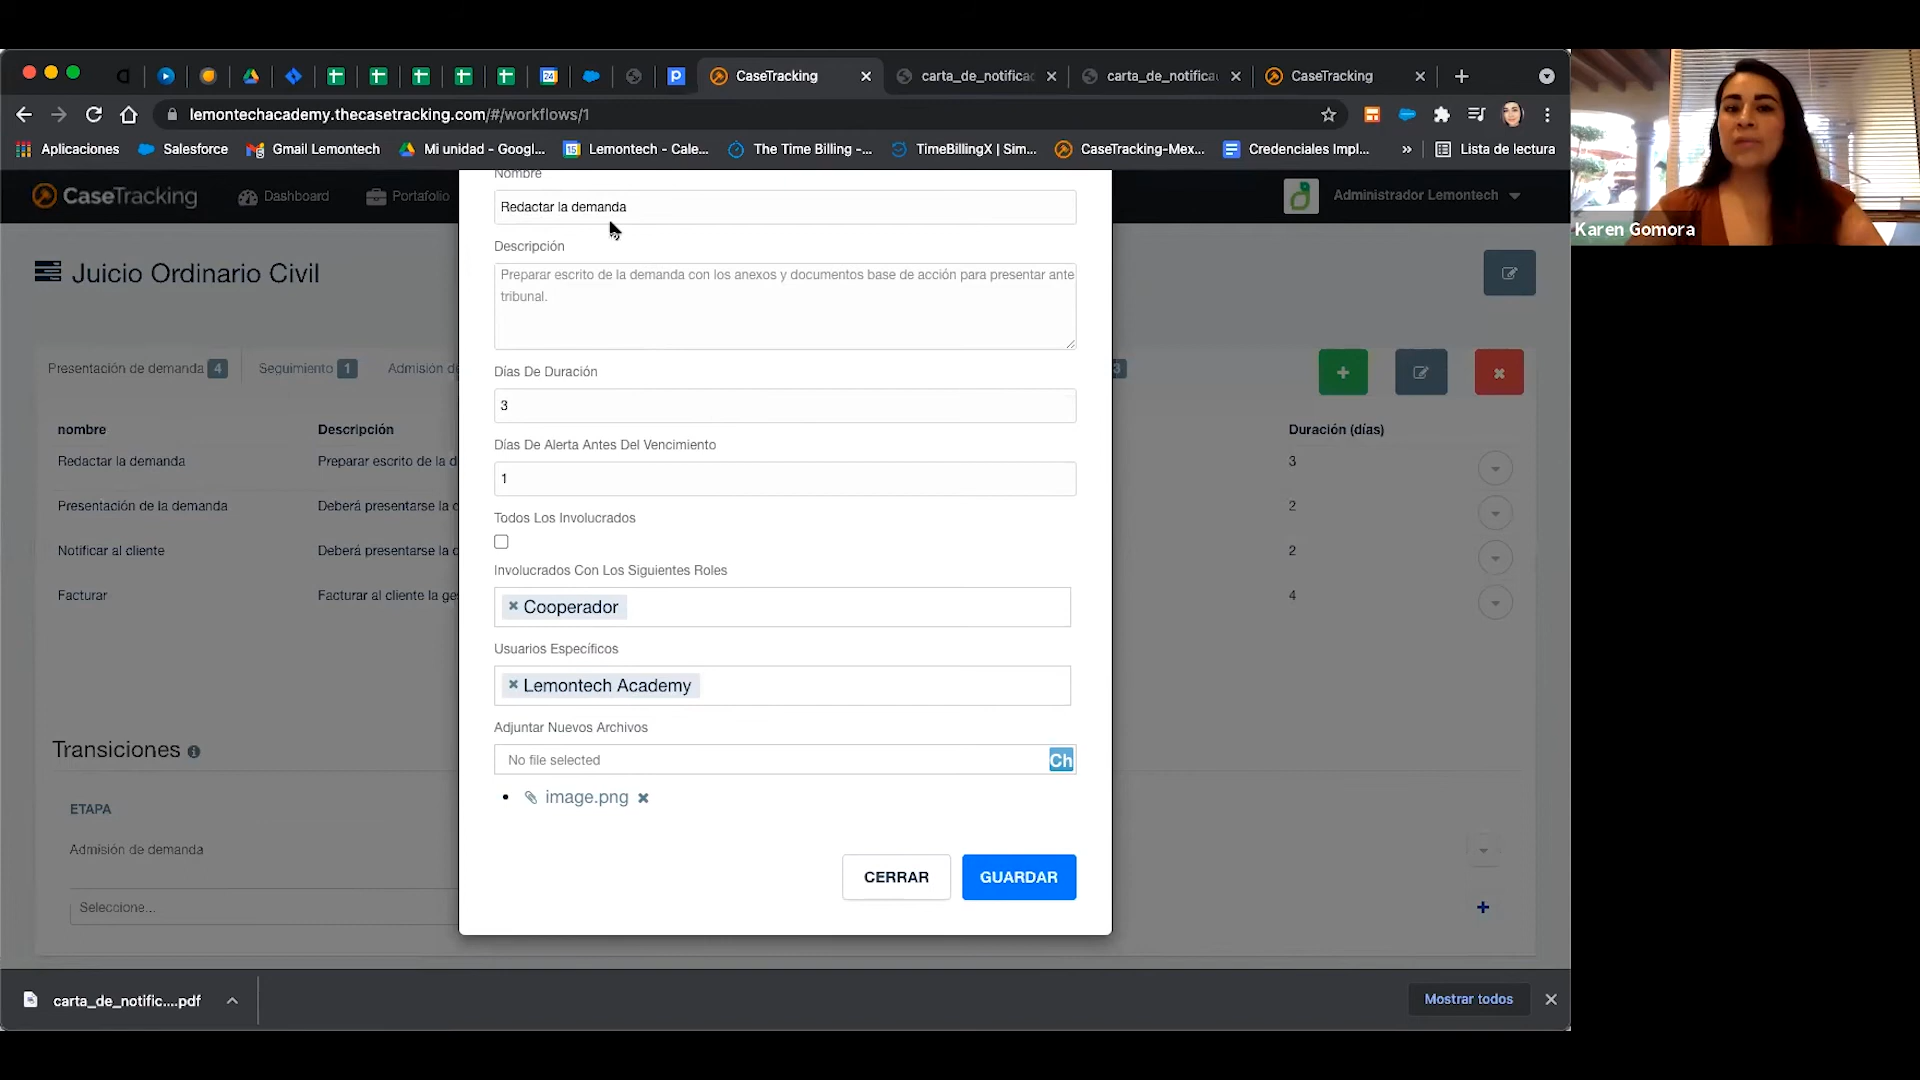 CaseTracking
carta_de_notificac
carta_de_notifica
CaseTracking
lemontechacademy.thecasetracking.com/#/workflows/1
Aplicaciones
Salesforce
Gmail Lemontech
Mi unidad - Googl...
Lemontech - Cale...
The Time Billing -...
TimeBillingX | Sim...
CaseTracking-Mex...
Credenciales Impl...
»
Lista de lectura
CaseTracking
Dashboard
Portafolio
Administrador Lemontech
Karen Gomora
Juicio Ordinario Civil
Presentación de demanda 4
Seguimiento 1
Admisión de
3
nombre
Descripción
Duración (días)
Redactar la demanda
Preparar escrito de la d
3
Presentación de la demanda
Deberá presentarse la d
2
Notificar al cliente
Deberá presentarse la d
2
Facturar
Facturar al cliente la ge
4
Transiciones
ETAPA
Admisión de demanda
Seleccione...
Nombre
Redactar la demanda
Descripción
Preparar escrito de la demanda con los anexos y documentos base de acción para presentar ante
tribunal.
Días De Duración
3
Días De Alerta Antes Del Vencimiento
1
Todos Los Involucrados
Involucrados Con Los Siguientes Roles
Cooperador
Usuarios Específicos
Lemontech Academy
Adjuntar Nuevos Archivos
No file selected
Ch
image.png
CERRAR
GUARDAR
carta_de_notific....pdf
Mostrar todos